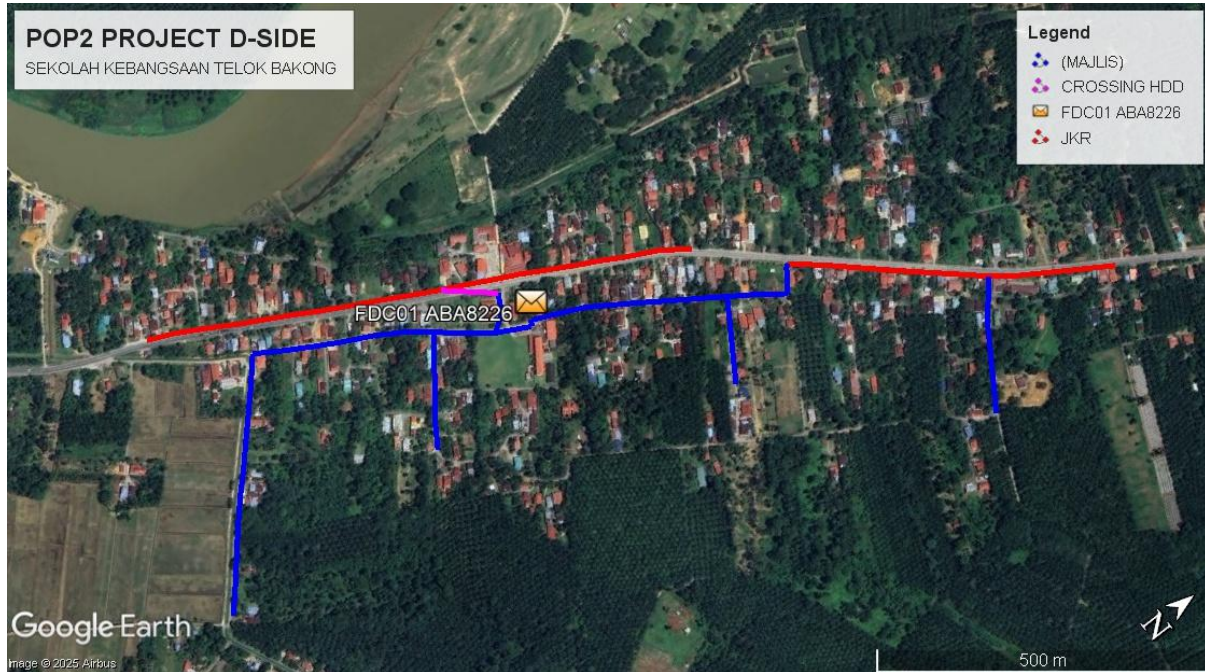 POP2 PROJECT D-SIDE
SEKOLAH KEBANGSAAN TELOK BAKONG
Legend
(MAJLIS)
CROSSING HDD
FDC01 ABA8226
JKR
FDC01 ABA8226
Google Earth
Image © 2025 Airbus
N
500 m